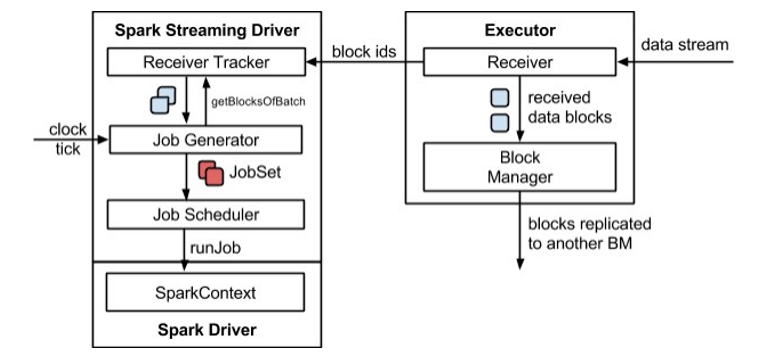 Spark Streaming Driver
Receiver Tracker
getBlocksOfBatch
clock
tick
Job Generator
JobSet
Job Scheduler
runJob
SparkContext
Spark Driver
block ids
Executor
Receiver
data stream
received
data blocks
Block
Manager
blocks replicated
to another BM